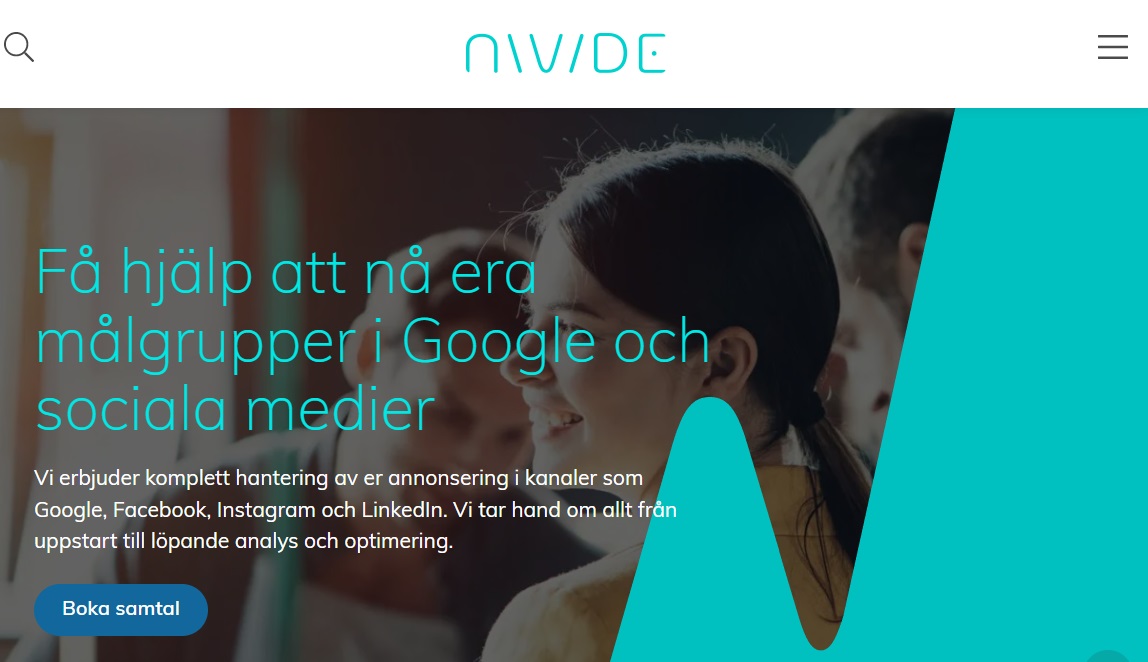 NIVIDE
Få hjälp att nå era
målgrupper i Google och
sociala medier
Vi erbjuder komplett hantering av er annonsering i kanaler som
Google, Facebook, Instagram och LinkedIn. Vi tar hand om allt från
uppstart till löpande analys och optimering.
Boka samtal